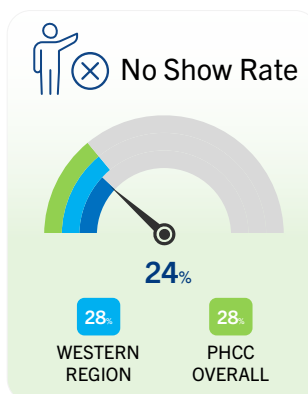 No Show Rate
24%
28%
28%
WESTERN
REGION
PHCC
OVERALL